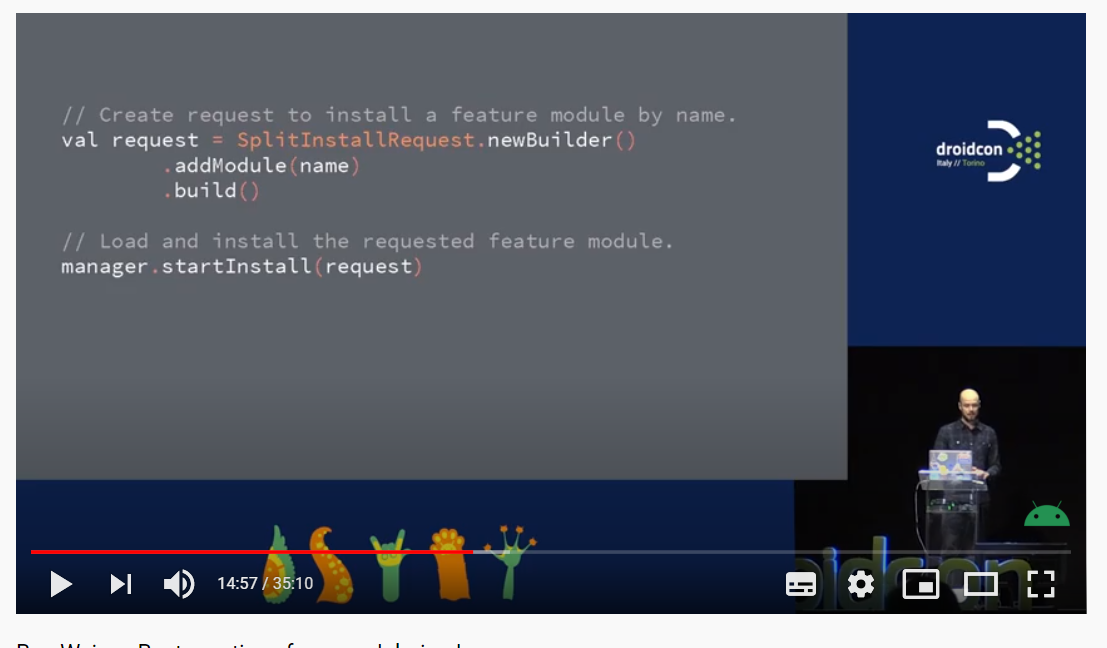 // Create request to install a feature module by name.
val request = SplitInstallRequest.newBuilder()
.addModule(name)
.build()
// Load and install the requested feature module.
manager.startInstall(request)
droidcon
Italy // Torino
14:57 / 35:10